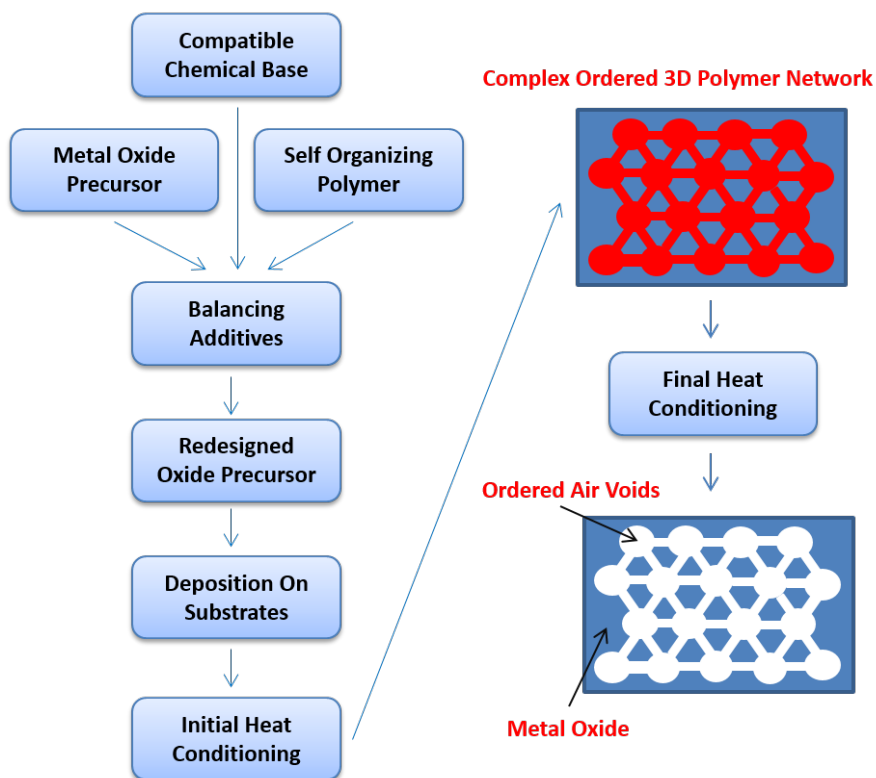 Compatible
Chemical Base
Metal Oxide
Precursor
Self Organizing
Polymer
Balancing
Additives
Redesigned
Oxide Precursor
Deposition On
Substrates
Initial Heat
Conditioning
Complex Ordered 3D Polymer Network
Final Heat
Conditioning
Ordered Air Voids
Metal Oxide